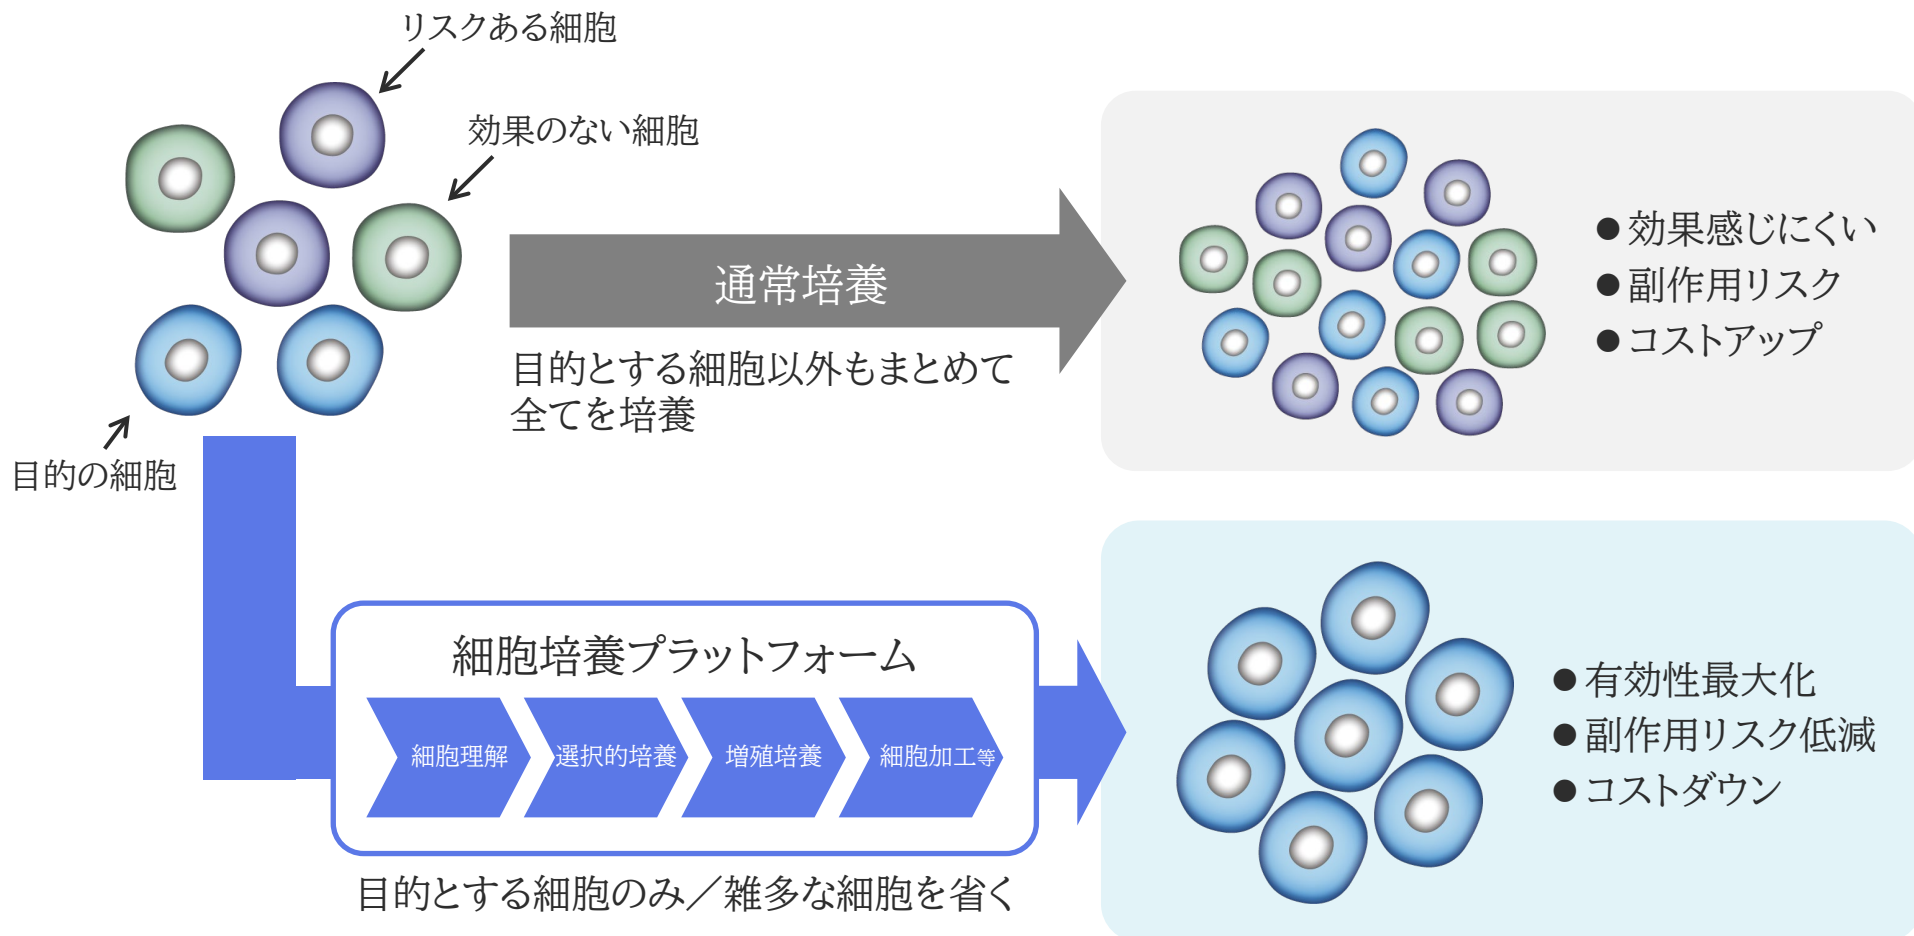 リスクある細胞
効果のない細胞
目的の細胞
通常培養
目的とする細胞以外もまとめて
全てを培養
● 効果感じにくい
● 副作用リスク
● コストアップ
細胞培養プラットフォーム
細胞理解
選択的培養
増殖培養
細胞加工等
目的とする細胞のみ／雑多な細胞を省く
● 有効性最大化
● 副作用リスク低減
● コストダウン